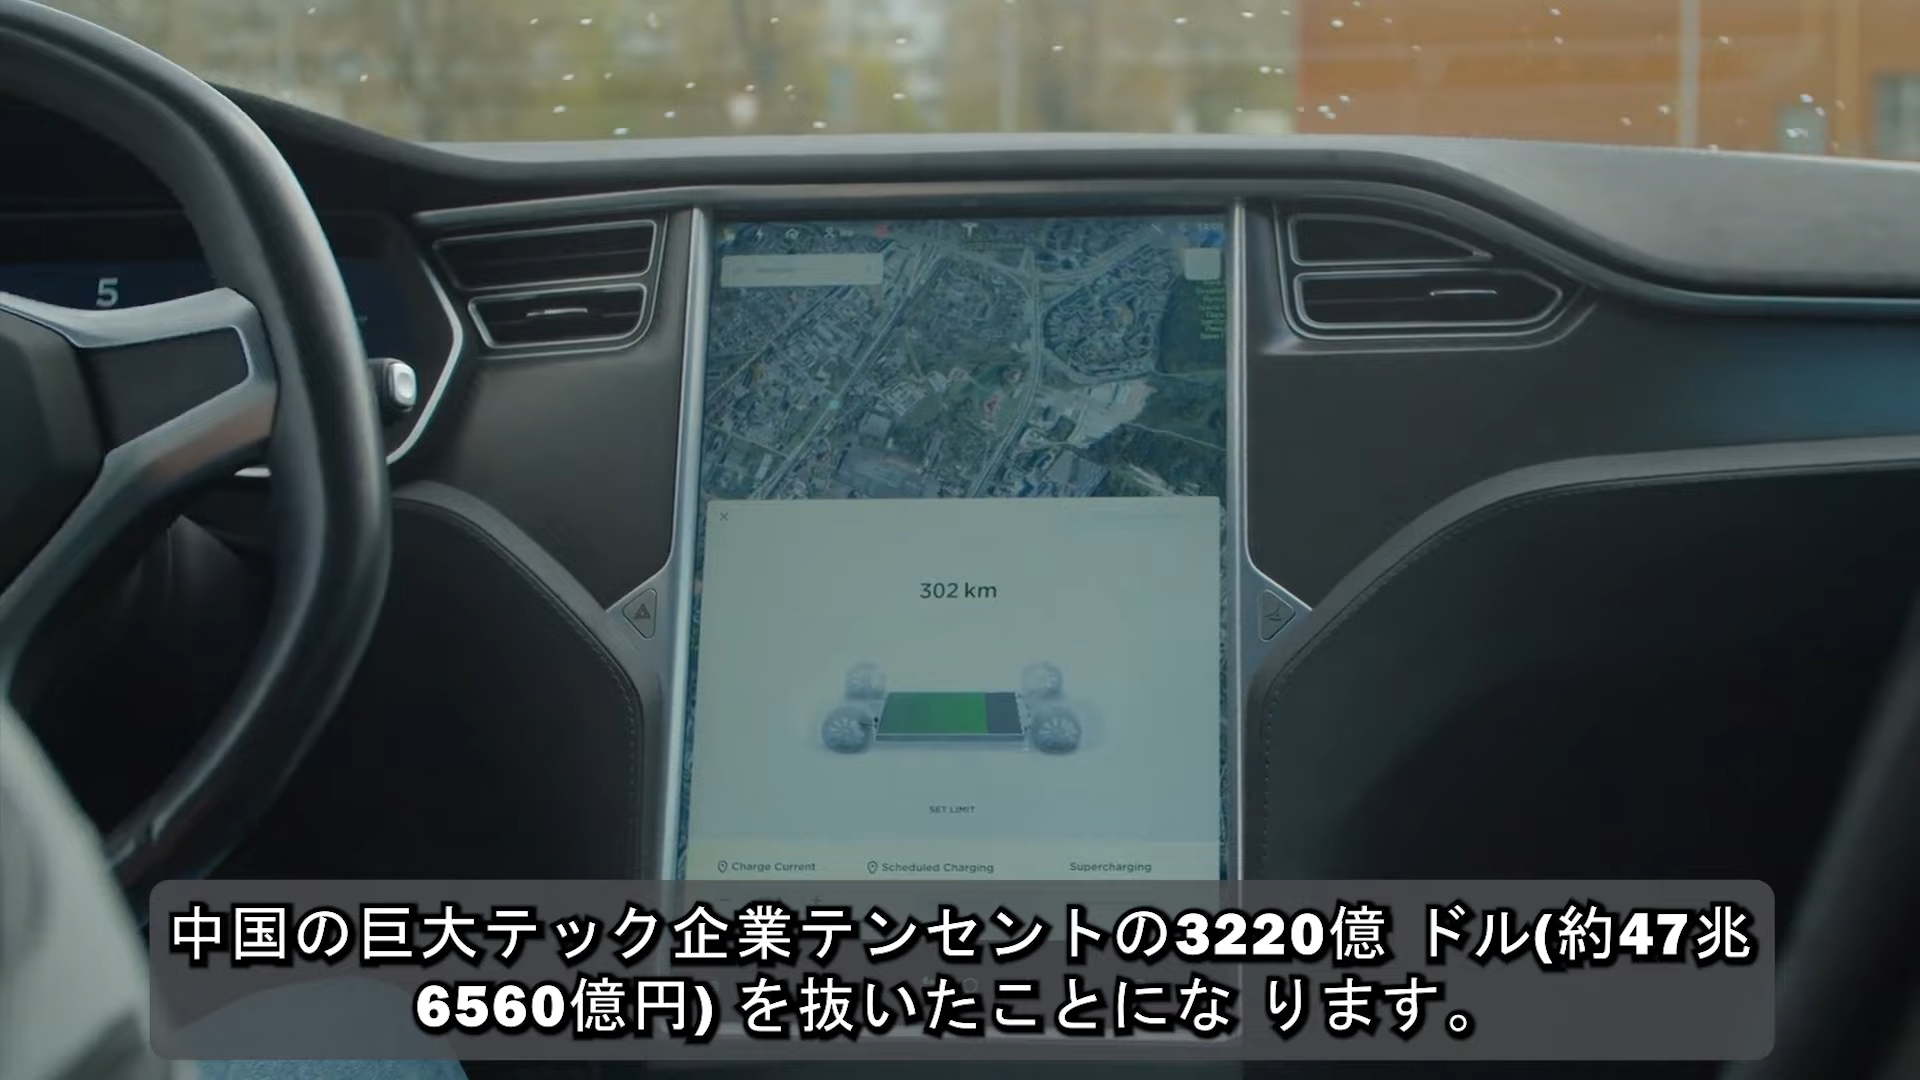 5
302 km
SET LIMIT
Charge Current
Scheduled Charging
Supercharging
中国の巨大テック企業テンセントの3220億 ドル(約47兆
6560億円) を抜いたことにな ります。